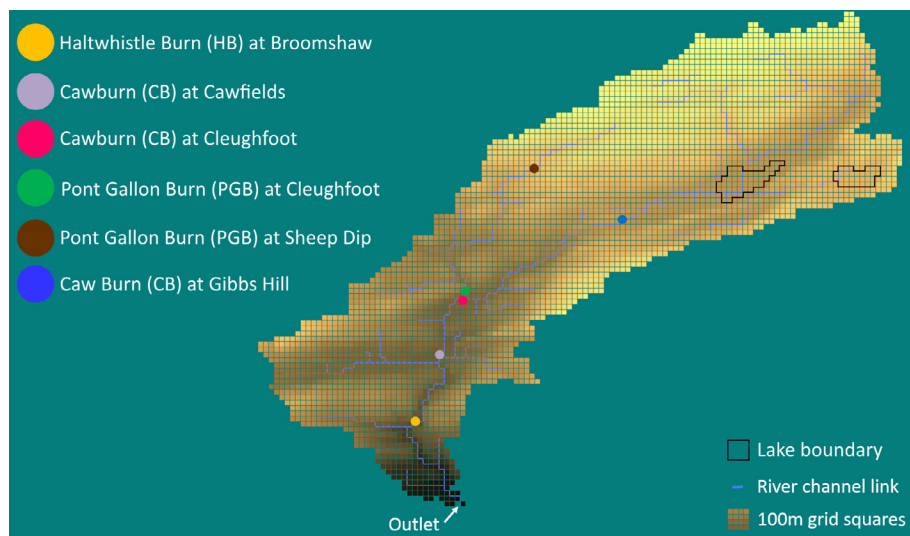 Haltwhistle Burn (HB) at Broomshaw
Cawburn (CB) at Cawfields
Cawburn (CB) at Cleughfoot
Pont Gallon Burn (PGB) at Cleughfoot
Pont Gallon Burn (PGB) at Sheep Dip
Caw Burn (CB) at Gibbs Hill
Lake boundary
River channel link
100m grid squares
Outlet